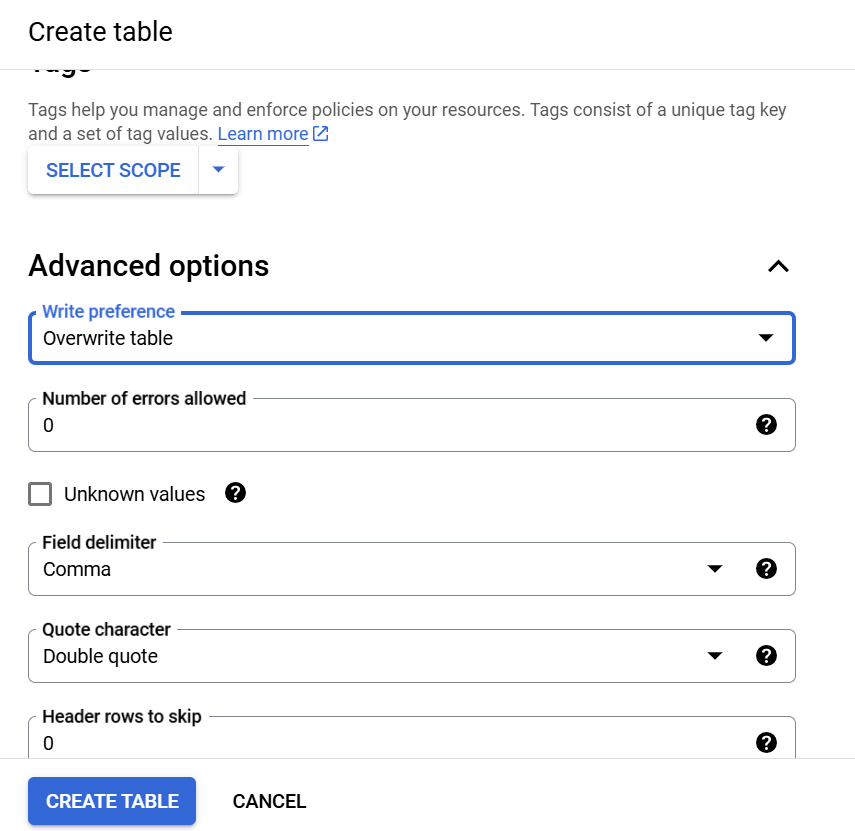 Create table
Tags
Tags help you manage and enforce policies on your resources. Tags consist of a unique tag key
and a set of tag values. Learn more
SELECT SCOPE
Advanced options
Write preference
Overwrite table
Number of errors allowed
0
Unknown values
Field delimiter
Comma
Quote character
Double quote
Header rows to skip
0
CREATE TABLE CANCEL